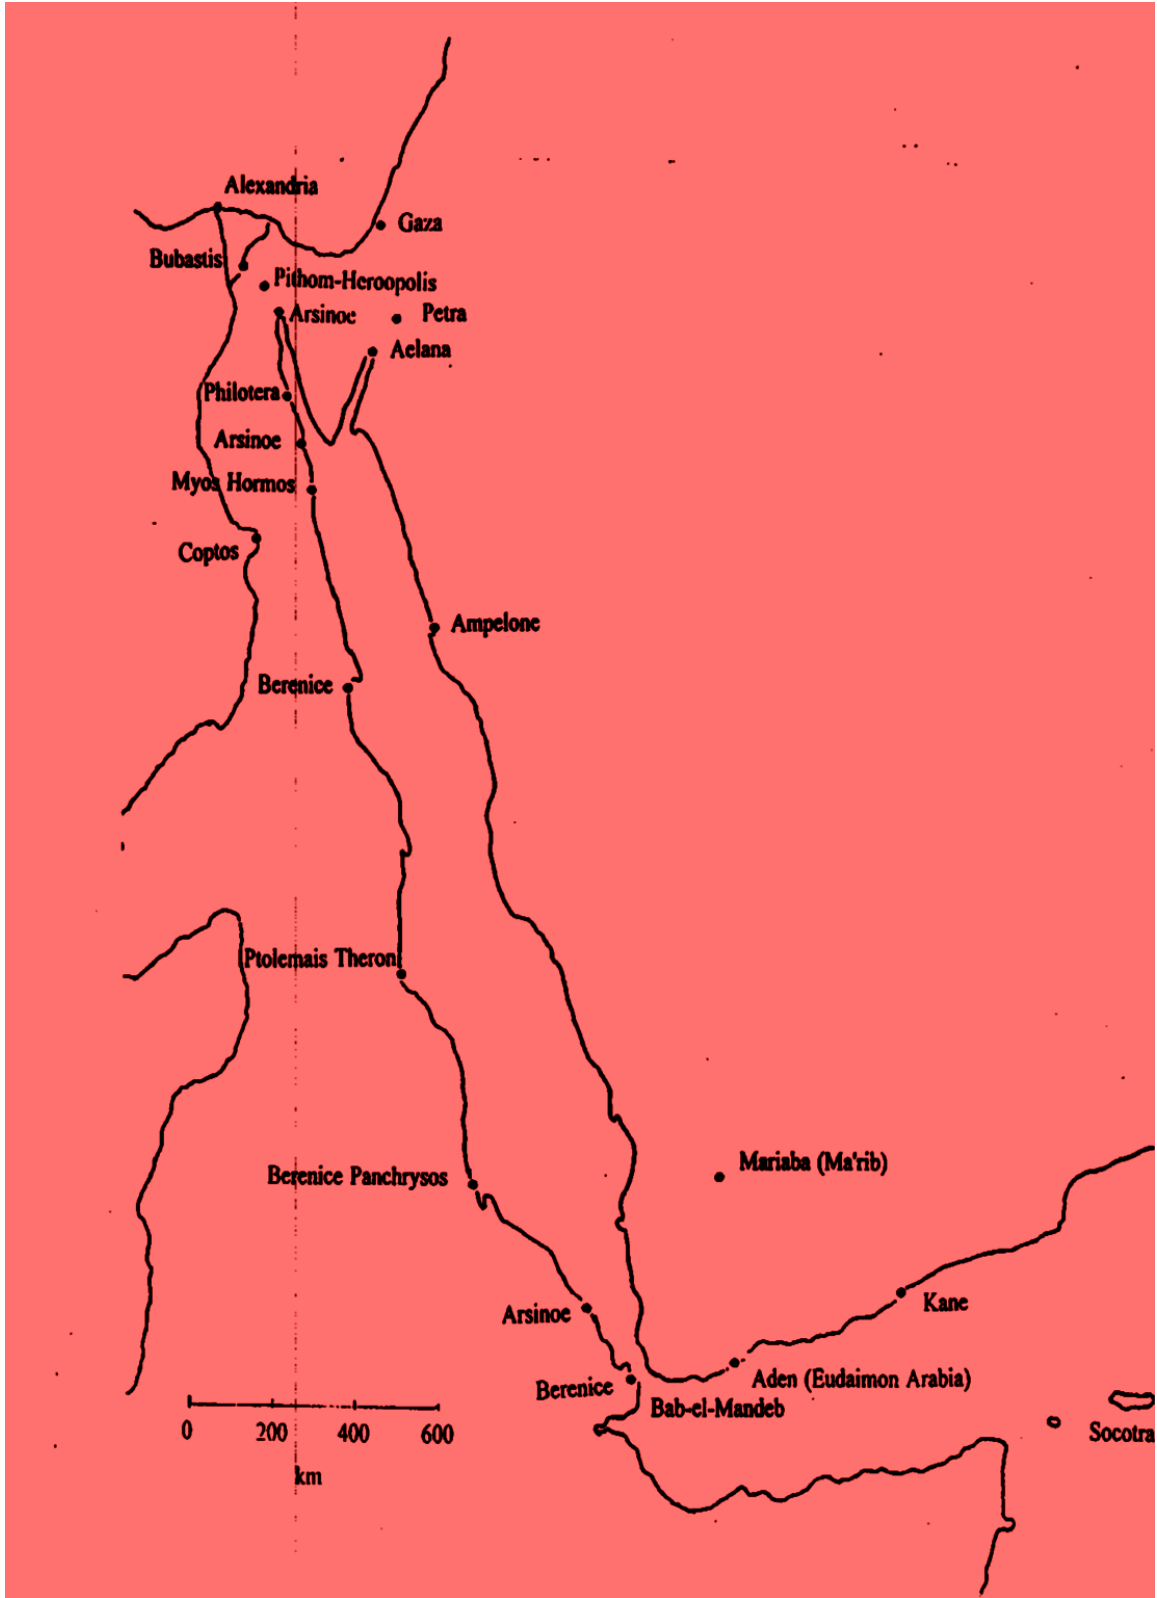 Alexandria
Gaza
Bubastis
Pithom-Heroopolis
Arsinoe
Petra
Aelana
Philotera
Arsinoe
Myos Hormos
Coptos
Ampelone
Berenice
Ptolemais Theron
Mariaba (Ma'rib)
Berenice Panchrysos
Kane
Arsinoe
Aden (Eudaimon Arabia)
Berenice
Bab-el-Mandeb
Socotra
0 200 400 600
km